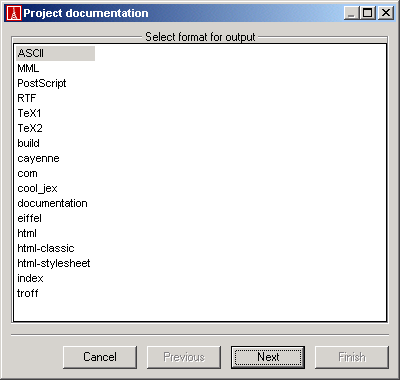 Project documentation
Select format for output
ASCII
MML
PostScript
RTF
TeX1
TeX2
build
cayenne
com
cool_jex
documentation
eiffel
html
html-classic
html-stylesheet
index
troff
Cancel Previous Next Finish